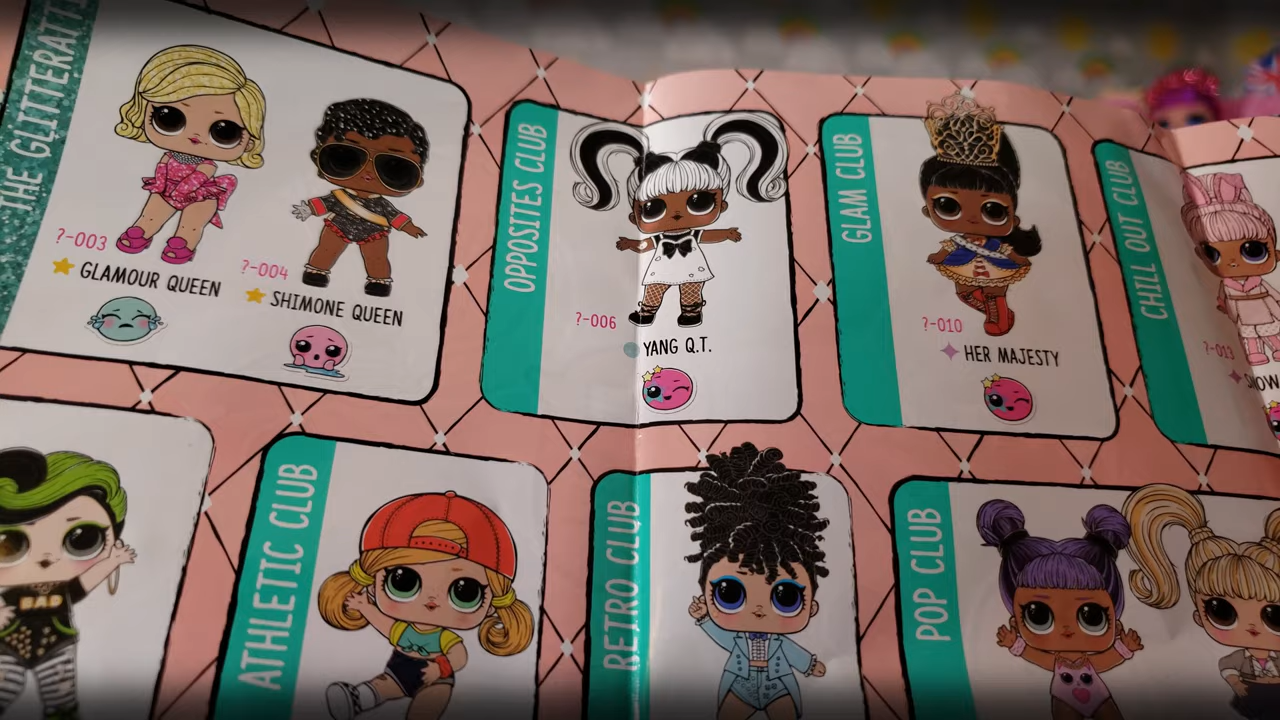 THE GLITTERATI
?-003
GLAMOUR QUEEN
?-004
SHIMONE QUEEN
OPPOSITES CLUB
?-006
YANG Q.T.
GLAM CLUB
?-010
HER MAJESTY
CHILL OUT CLUB
?-013
BAD
ATHLETIC CLUB
RETRO CLUB
POP CLUB